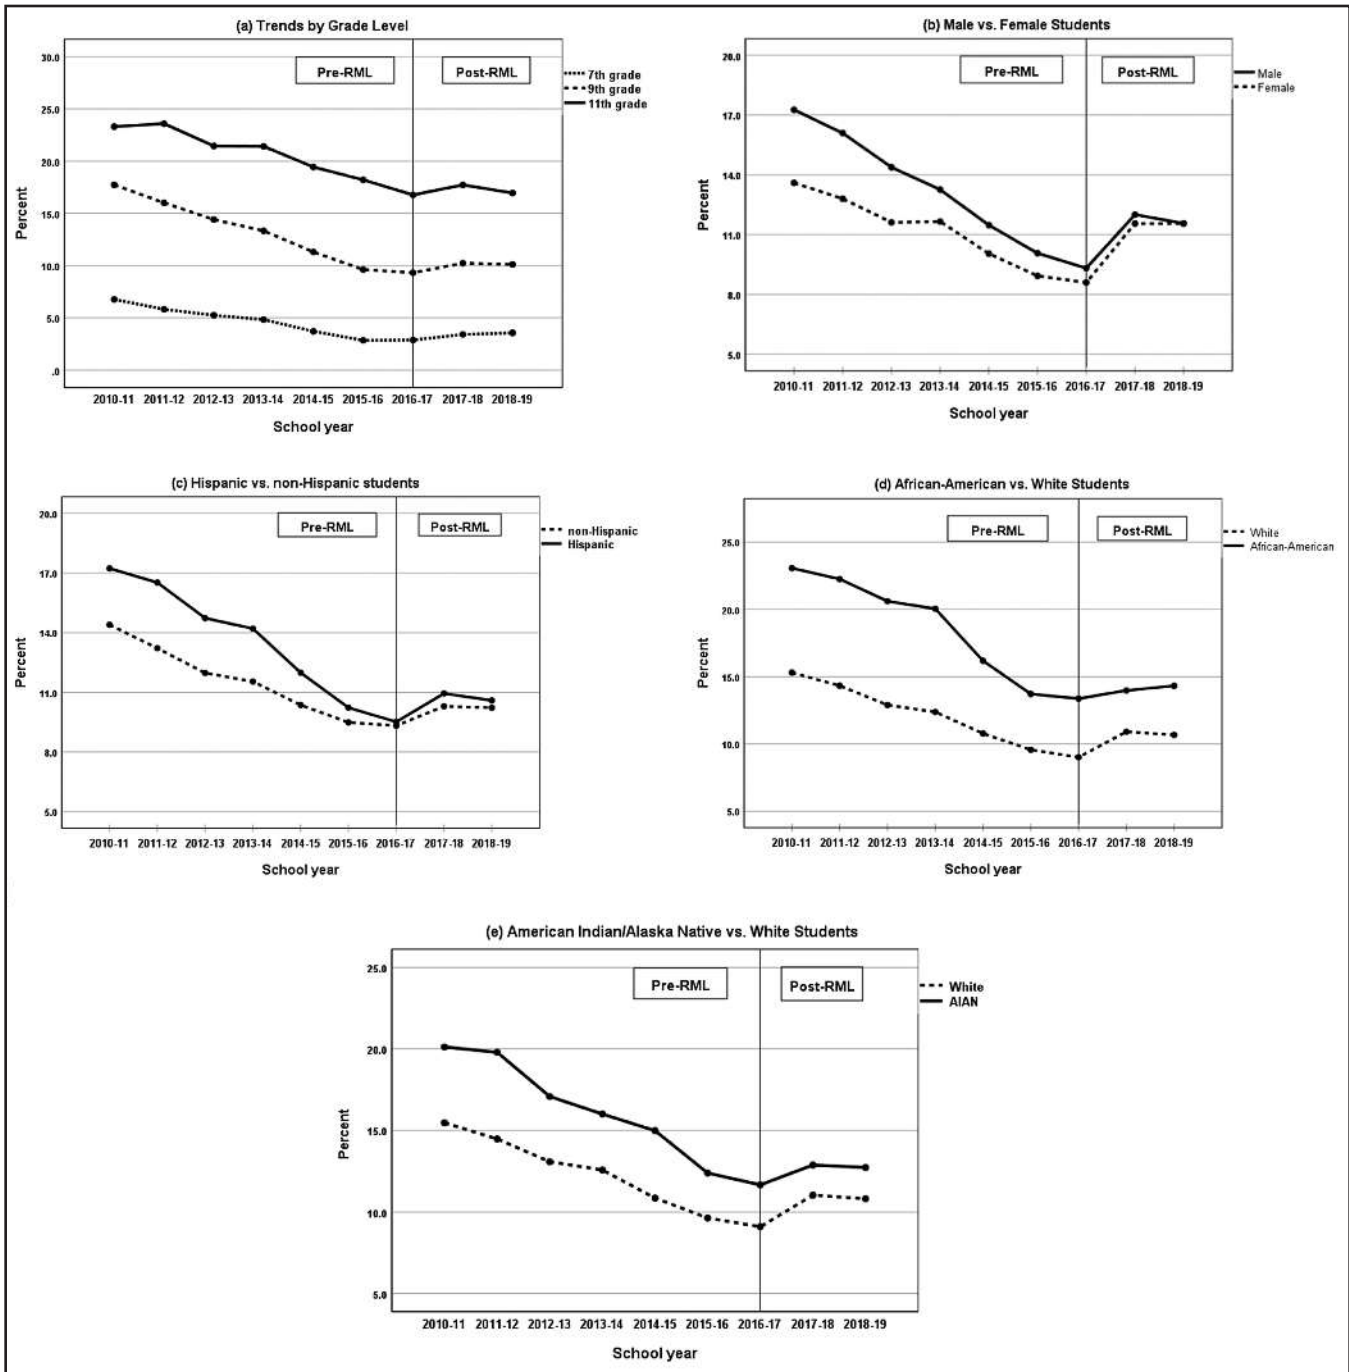 (a) Trends by Grade Level
30.0
25.0
20.0
15.0
10.0
5.0
.0
Percent
Pre-RML
Post-RML
7th grade
9th grade
11th grade
2010-11 2011-12 2012-13 2013-14 2014-15 2015-16 2016-17 2017-18 2018-19
School year
(b) Male vs. Female Students
20.0
17.0
14.0
11.0
8.0
5.0
Percent
Pre-RML
Post-RML
Male
Female
2010-11 2011-12 2012-13 2013-14 2014-15 2015-16 2016-17 2017-18 2018-19
School year
(c) Hispanic vs. non-Hispanic students
20.0
17.0
14.0
11.0
8.0
5.0
Percent
Pre-RML
Post-RML
non-Hispanic
Hispanic
2010-11 2011-12 2012-13 2013-14 2014-15 2015-16 2016-17 2017-18 2018-19
School year
(d) African-American vs. White Students
25.0
20.0
15.0
10.0
5.0
Percent
Pre-RML
Post-RML
White
African-American
2010-11 2011-12 2012-13 2013-14 2014-15 2015-16 2016-17 2017-18 2018-19
School year
(e) American Indian/Alaska Native vs. White Students
25.0
20.0
15.0
10.0
5.0
Percent
Pre-RML
Post-RML
White
AIAN
2010-11 2011-12 2012-13 2013-14 2014-15 2015-16 2016-17 2017-18 2018-19
School year